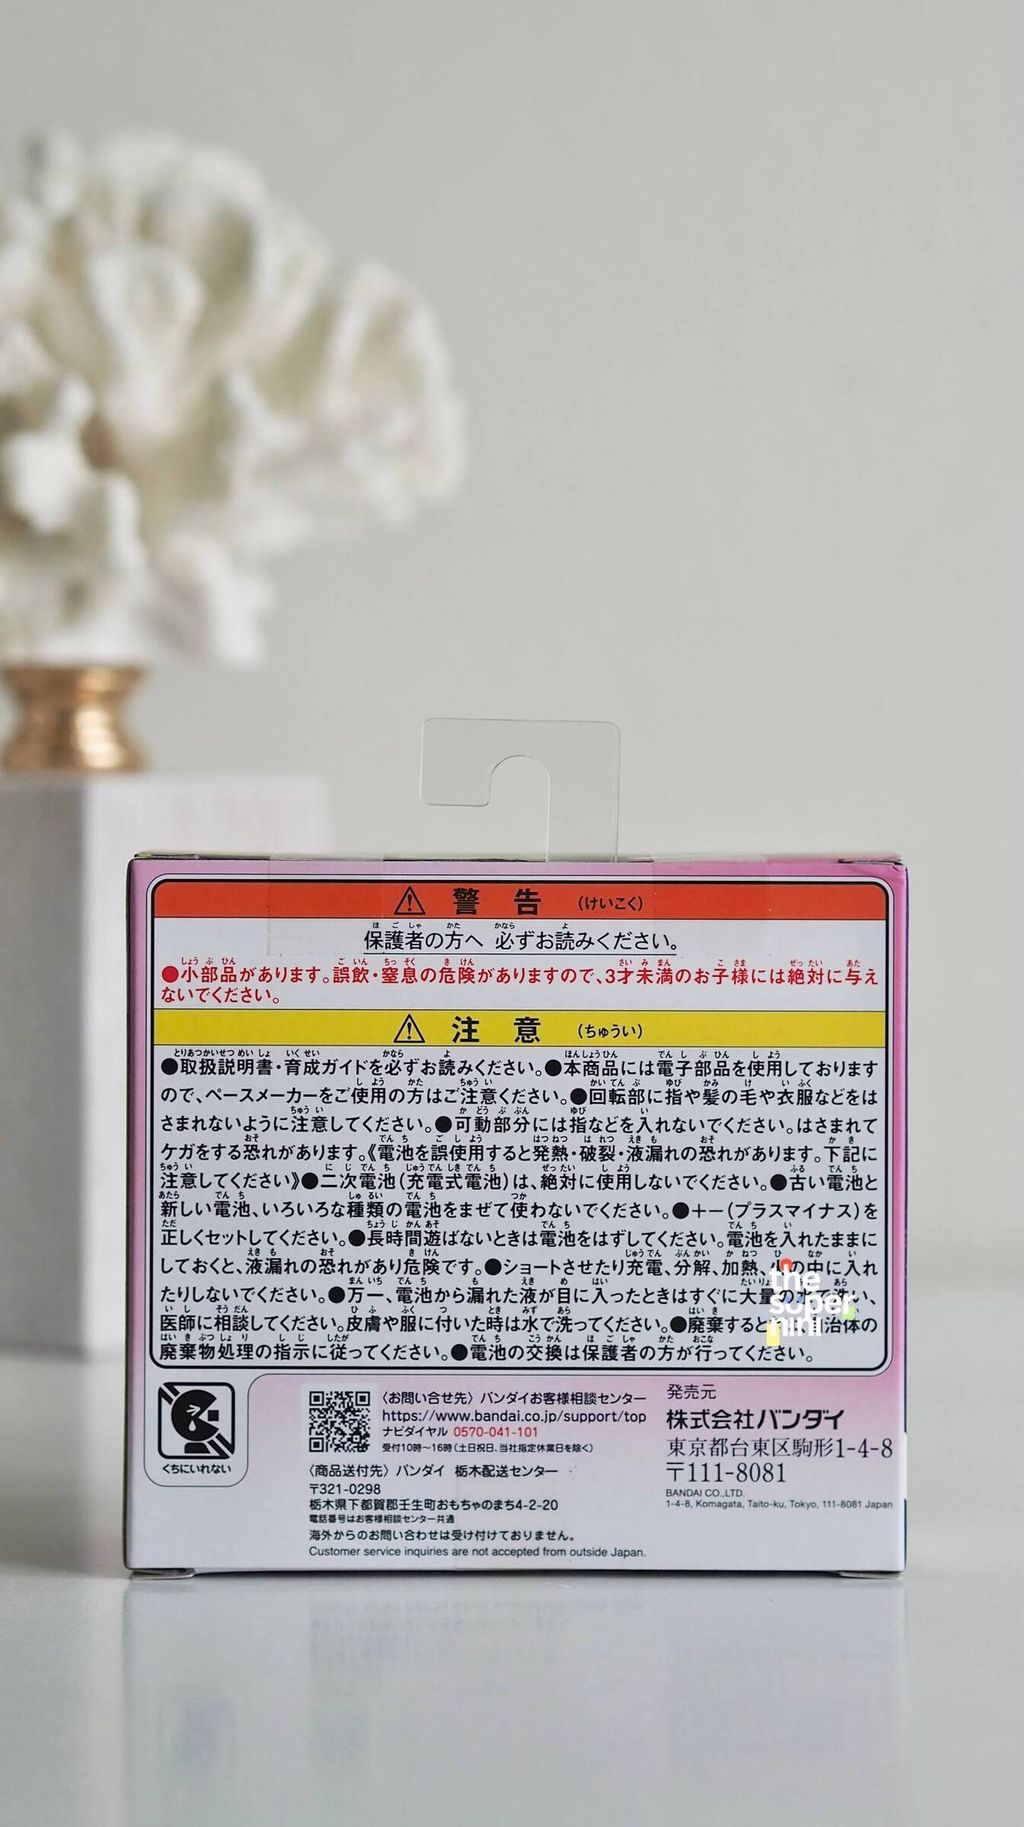 警告 (けいこく)
保護者の方へ 必ずお読みください。
●小部品があります。誤飲・窒息の危険がありますので、3才未満のお子様には絶対に与え
ないでください。
注意 (ちゅうい)
●取扱説明書・育成ガイドを必ずお読みください。●本商品には電子部品を使用しております
ので、ペースメーカーをご使用の方はご注意ください。●回転部に指や髪の毛や衣服などをは
さまれないように注意してください。●可動部分には指などを入れないでください。はさまれて
ケガをする恐れがあります。《電池を誤使用すると発熱・破裂・液漏れの恐れがあります。下記に
注意してください》●二次電池(充電式電池)は、絶対に使用しないでください。●古い電池と
新しい電池、いろいろな種類の電池をまぜて使わないでください。●+−(プラスマイナス)を
正しくセットしてください。●長時間遊ばないときは電池をはずしてください。電池を入れたままに
しておくと、液漏れの恐れがあり危険です。●ショートさせたり充電、分解、加熱、火の中に入れ
たりしないでください。●万一、電池から漏れた液が目に入ったときはすぐに大量の水で洗い、
医師に相談してください。皮膚や服に付いた時は水で洗ってください。●廃棄すると 治体の
廃棄物処理の指示に従ってください。●電池の交換は保護者の方が行ってください。
the
super
mini
くちにいれない
〈お問い合せ先〉バンダイお客様相談センター
https://www.bandai.co.jp/support/top
ナビダイヤル 0570-041-101
受付10時〜16時(土日祝日、当社指定休業日を除く)
〈商品送付先〉バンダイ 栃木配送センター
〒321-0298
栃木県下都賀郡壬生町おもちゃのまち4-2-20
電話番号はお客様相談センター共通
海外からのお問い合わせは受け付けておりません。
Customer service inquiries are not accepted from outside Japan.
発売元
株式会社バンダイ
東京都台東区駒形1-4-8
〒111-8081
BANDAI CO.,LTD.
1-4-8, Komagata, Taito-ku, Tokyo, 111-8081 Japan